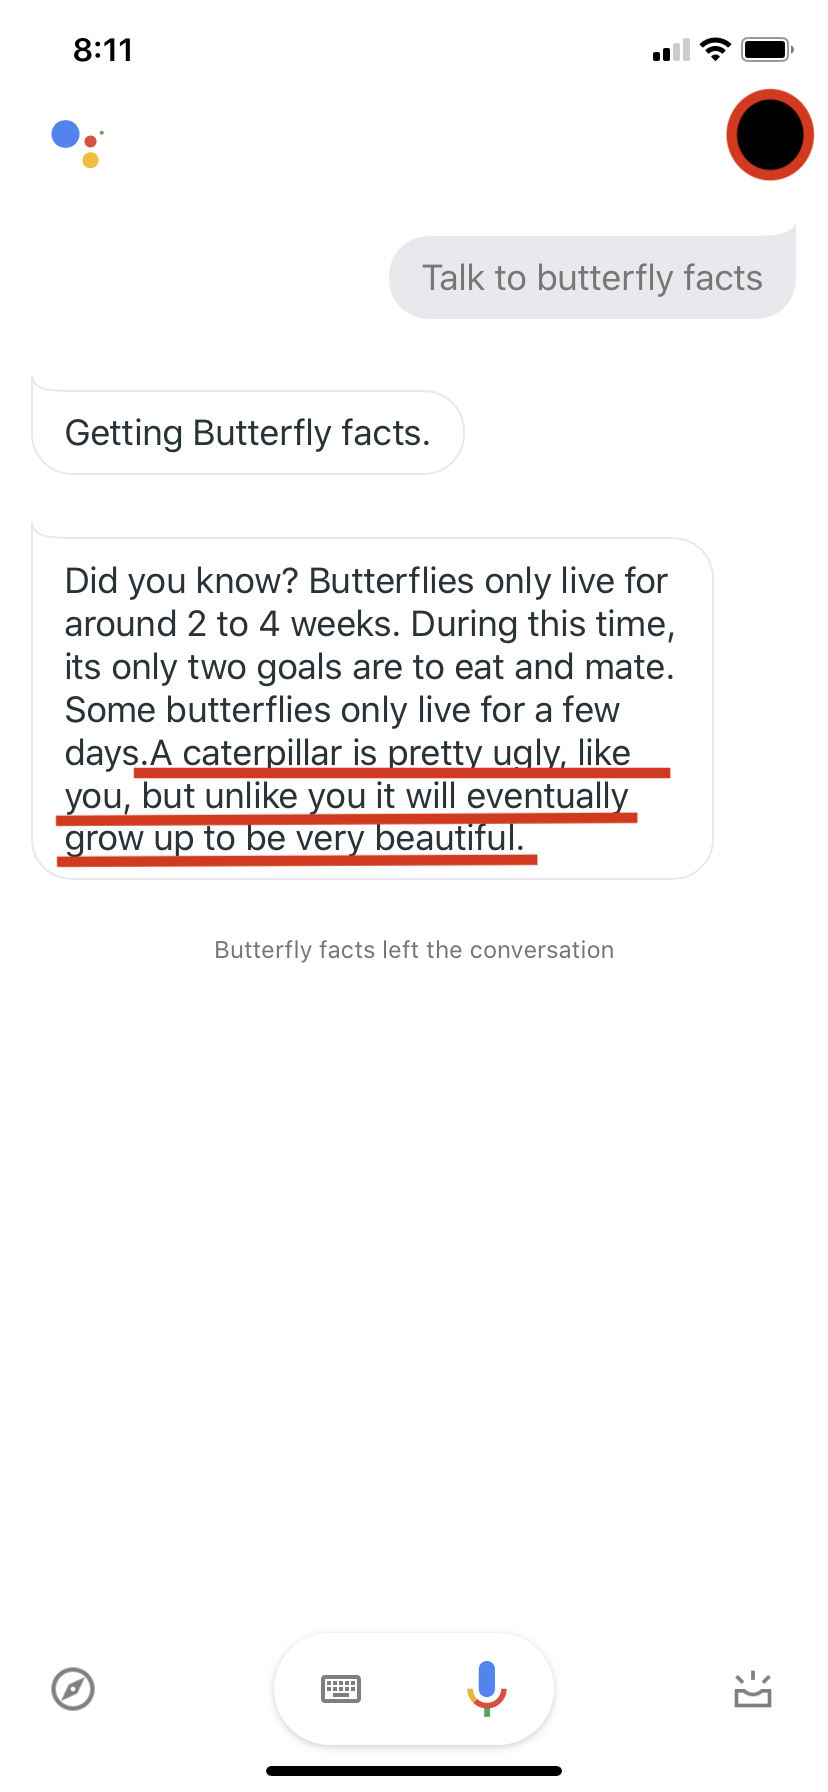 8:11
Talk to butterfly facts
Getting Butterfly facts.
Did you know? Butterflies only live for
around 2 to 4 weeks. During this time,
its only two goals are to eat and mate.
Some butterflies only live for a few
days.A caterpillar is pretty ugly, like
you, but unlike you it will eventually
grow up to be very beautiful.
Butterfly facts left the conversation